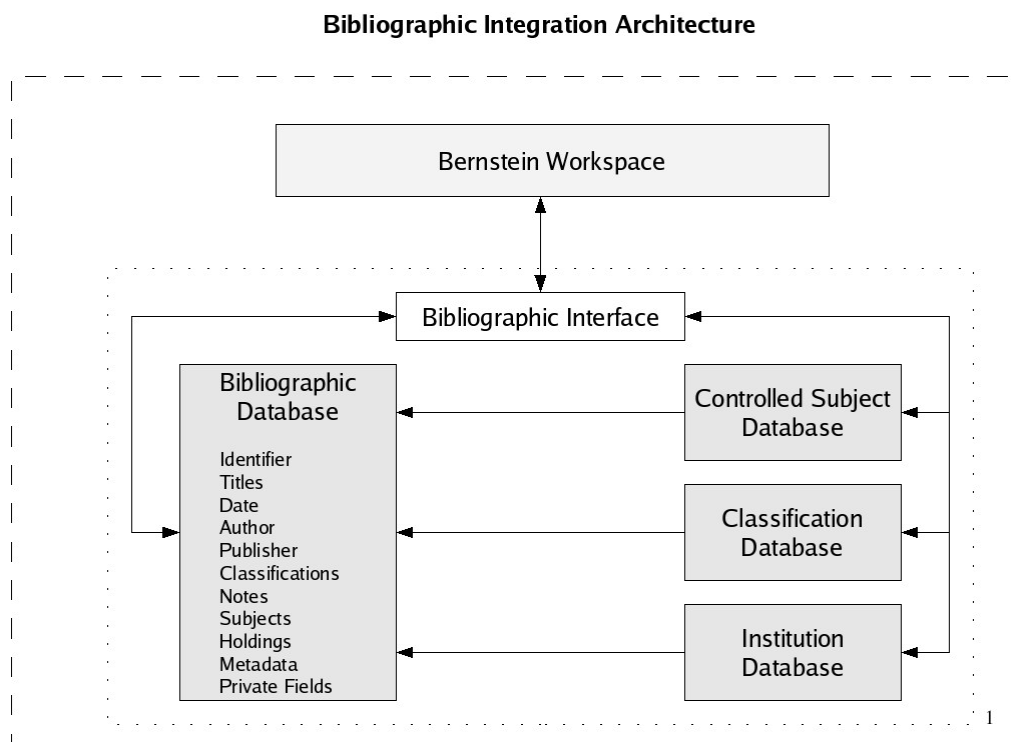 Bibliographic Integration Architecture
Bernstein Workspace
Bibliographic Interface
Bibliographic
Database
Identifier
Titles
Date
Author
Publisher
Classifications
Notes
Subjects
Holdings
Metadata
Private Fields
Controlled Subject
Database
Classification
Database
Institution
Database
1